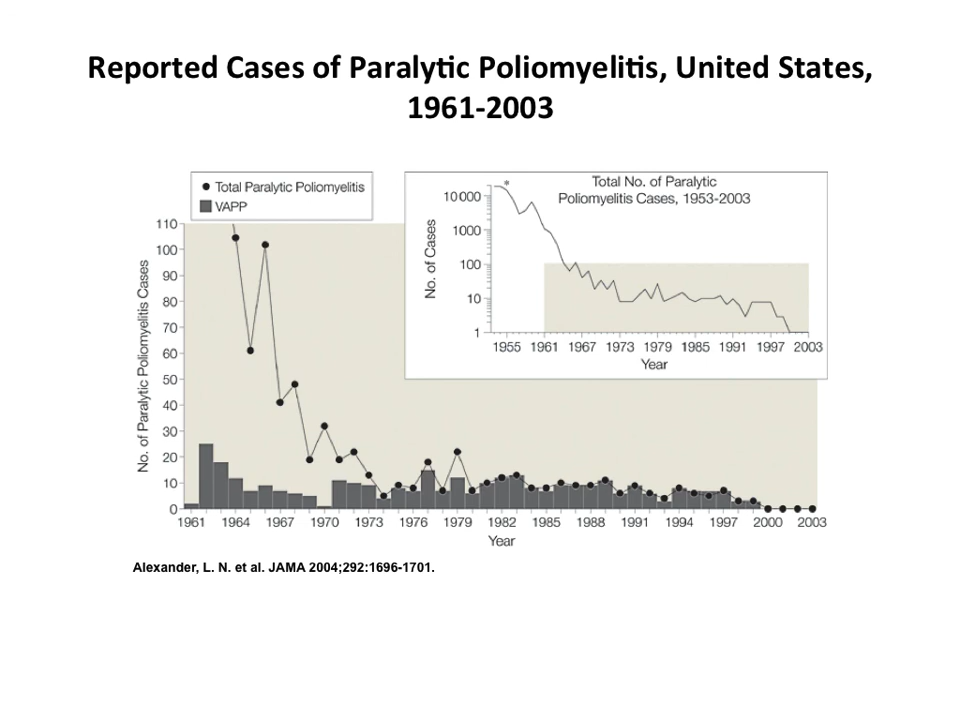 Reported Cases of Paralytic Poliomyelitis, United States,
1961-2003
Total Paralytic Poliomyelitis
VAPP
No. of Paralytic Poliomyelitis Cases
110
100
90
80
70
60
50
40
30
20
10
0
1961 1964 1967 1970 1973 1976 1979 1982 1985 1988 1991 1994 1997 2000 2003
Year
Total No. of Paralytic
Poliomyelitis Cases, 1953-2003
*
No. of Cases
10 000
1000
100
10
1
1955 1961 1967 1973 1979 1985 1991 1997 2003
Year
Alexander, L. N. et al. JAMA 2004;292:1696-1701.